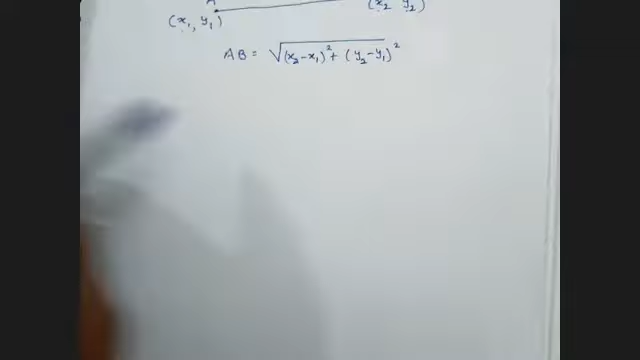 A
(x₂ y₂)
(x₁, y₁)
AB = √(x₂-x₁)² + (y₂-y₁)²